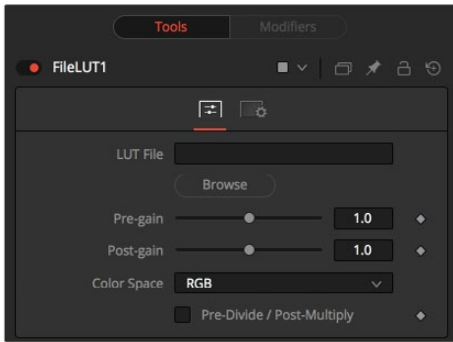 Tools Modifiers
FileLUT1
LUT File
Browse
Pre-gain 1.0
Post-gain 1.0
Color Space RGB
Pre-Divide / Post-Multiply